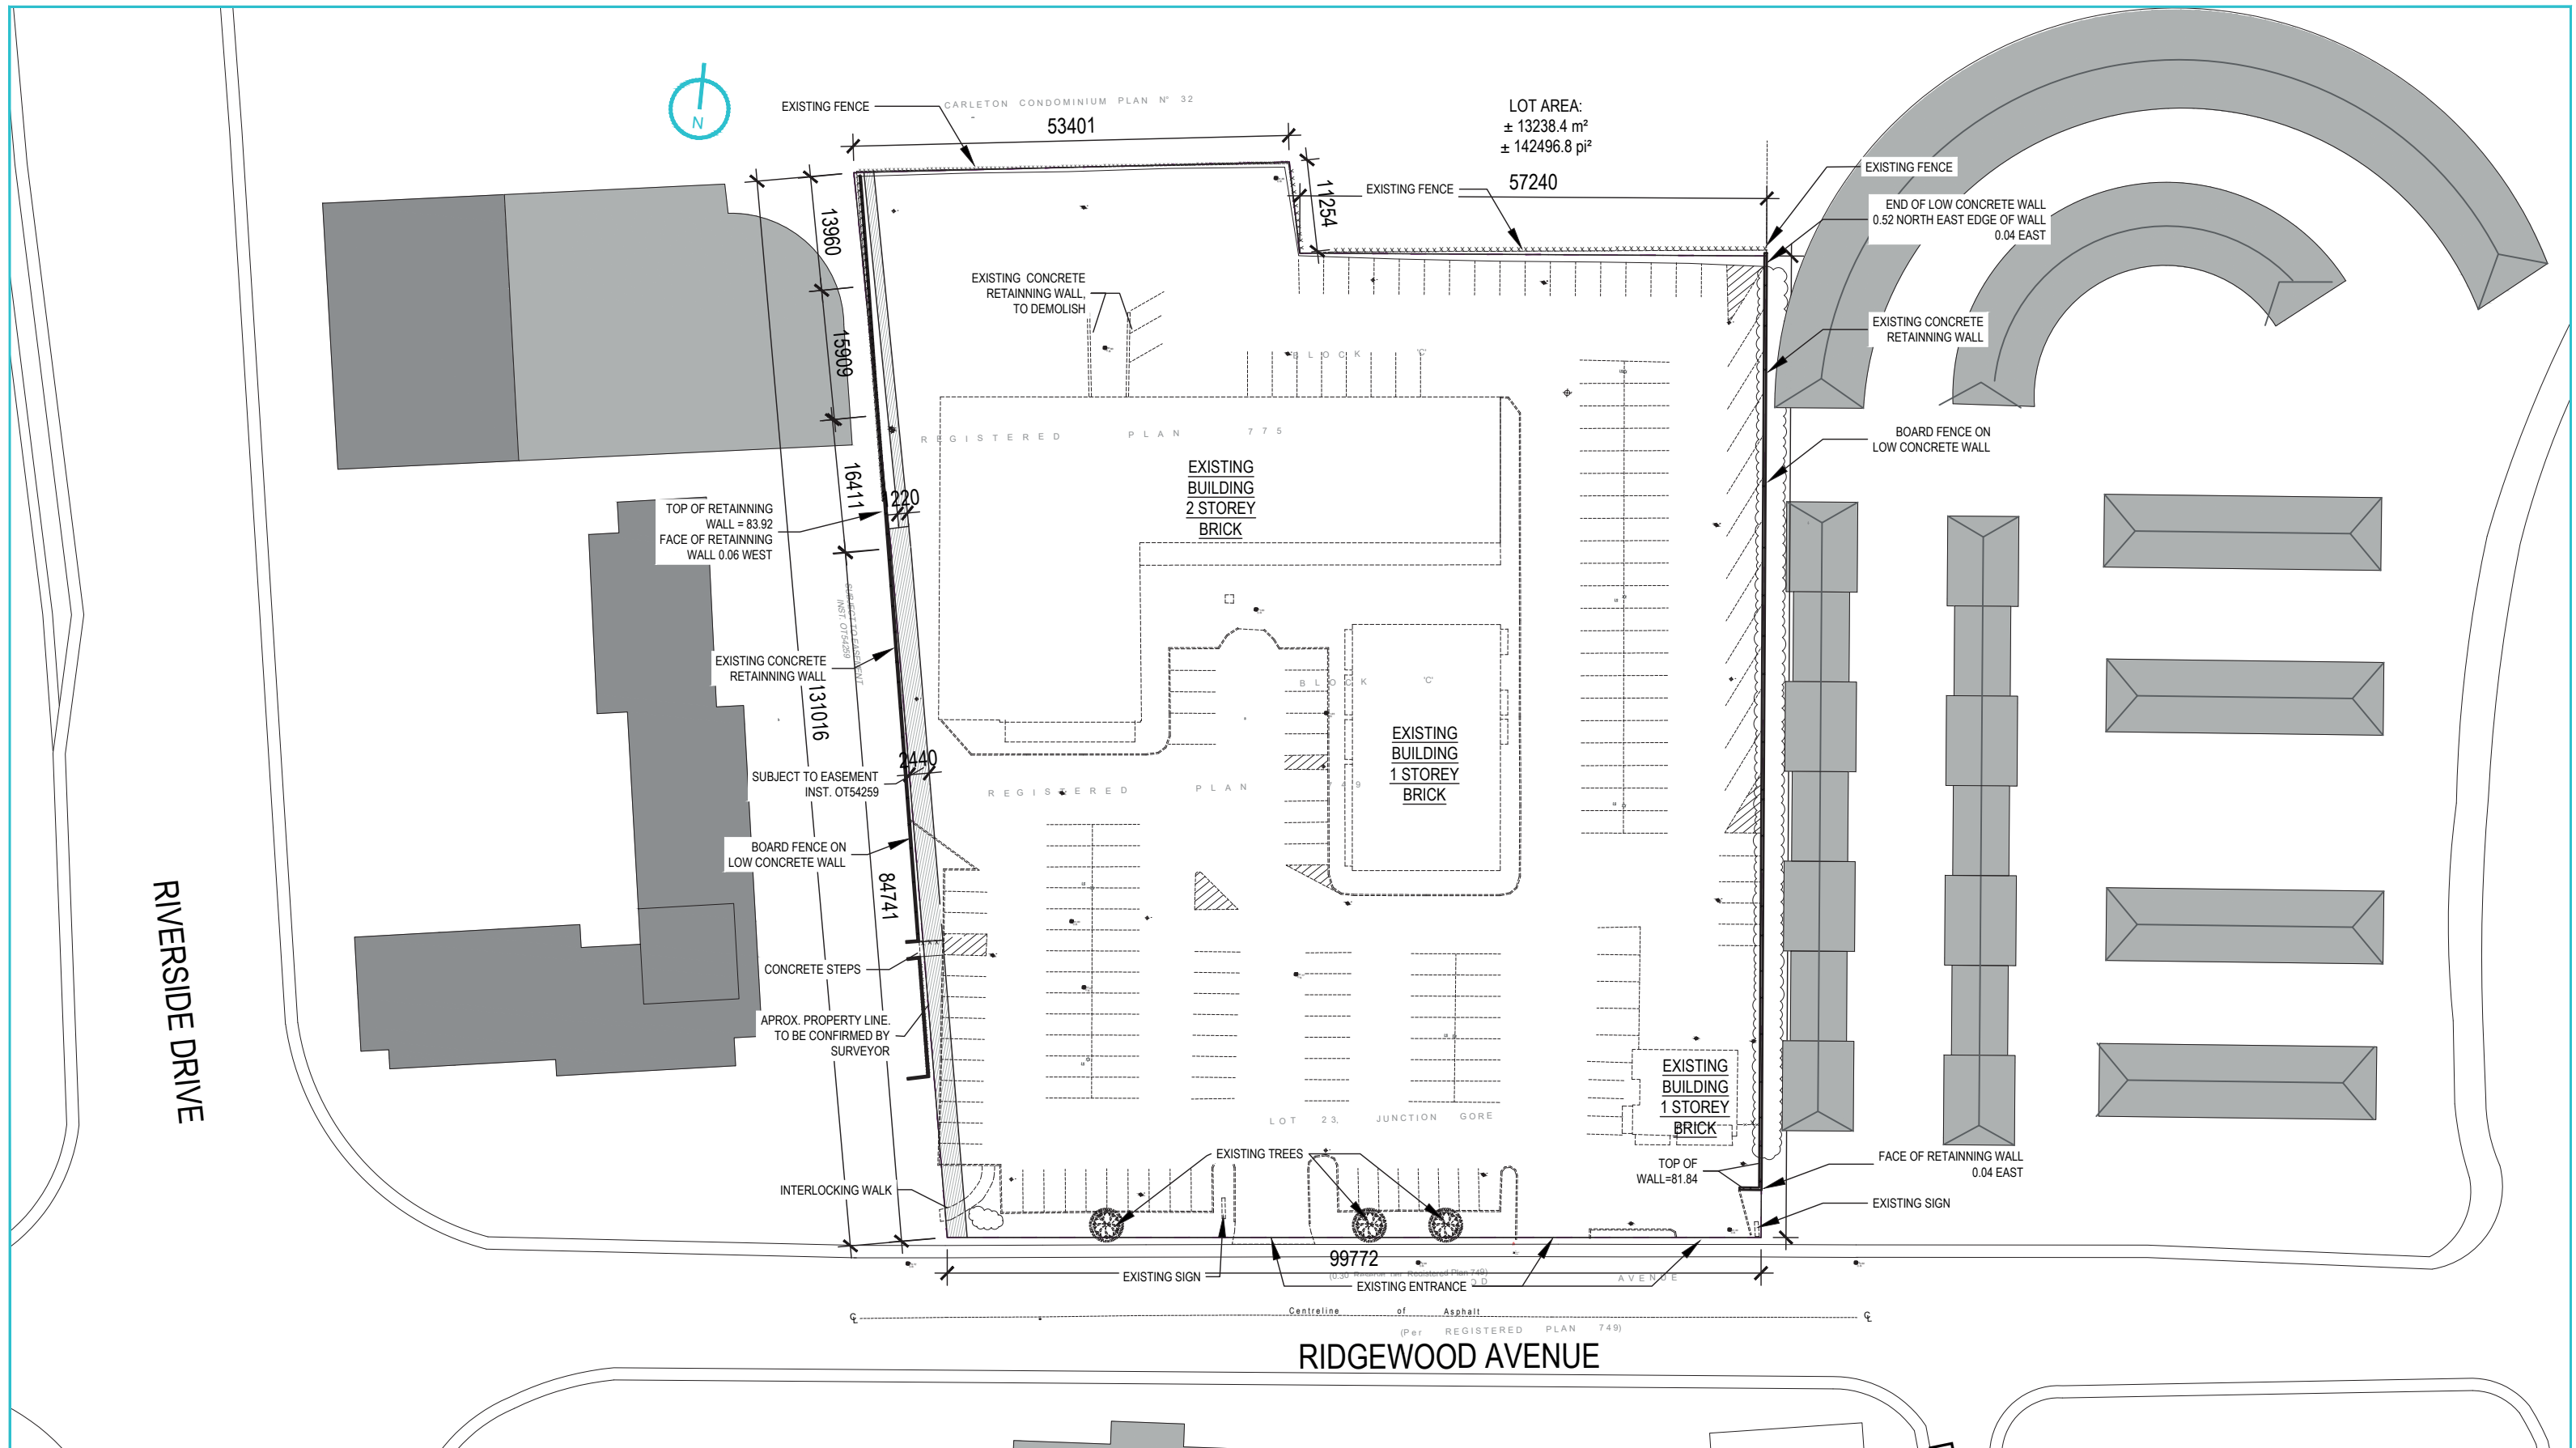 CARLETON CONDOMINIUM PLAN N° 32
EXISTING FENCE
53401
N
LOT AREA:
± 13238.4 m²
± 142496.8 pi²
EXISTING FENCE
57240
11254
EXISTING FENCE
END OF LOW CONCRETE WALL
0.52 NORTH EAST EDGE OF WALL
0.04 EAST
13960
EXISTING CONCRETE
RETAINNING WALL,
TO DEMOLISH
15909
BLOCK 'C'
EXISTING CONCRETE
RETAINNING WALL
REGISTERED PLAN 775
BOARD FENCE ON
LOW CONCRETE WALL
EXISTING
BUILDING
2 STOREY
BRICK
16411
TOP OF RETAINNING
WALL = 83.92
FACE OF RETAINNING
WALL 0.06 WEST
SUBJECT TO EASEMENT
INST. OT54259
EXISTING CONCRETE
RETAINNING WALL
131016
BLOCK 'C'
EXISTING
BUILDING
1 STOREY
BRICK
2440
SUBJECT TO EASEMENT
INST. OT54259
REGISTERED PLAN
BOARD FENCE ON
LOW CONCRETE WALL
84741
RIVERSIDE DRIVE
CONCRETE STEPS
APROX. PROPERTY LINE.
TO BE CONFIRMED BY
SURVEYOR
EXISTING
BUILDING
1 STOREY
BRICK
LOT 23, JUNCTION GORE
EXISTING TREES
TOP OF
WALL=81.84
FACE OF RETAINNING WALL
0.04 EAST
INTERLOCKING WALK
EXISTING SIGN
99772
EXISTING SIGN
EXISTING ENTRANCE
AVENUE
Centreline of Asphalt
(Per REGISTERED PLAN 749)
RIDGEWOOD AVENUE